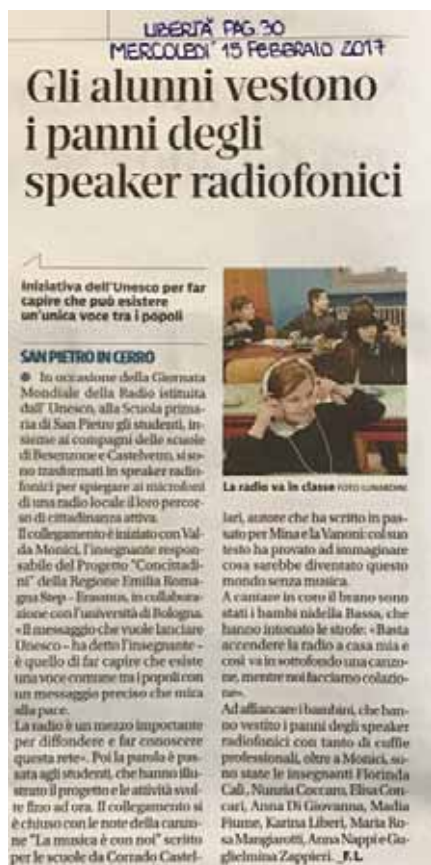 LIBERTÀ PAG. 30
MERCOLEDI' 15 FEBBRAIO 2017
Gli alunni vestono
i panni degli
speaker radiofonici
Iniziativa dell'Unesco per far
capire che può esistere
un'unica voce tra i popoli
SAN PIETRO IN CERRO
● In occasione della Giornata
Mondiale della Radio istituita
dall' Unesco, alla Scuola prima-
ria di San Pietro gli studenti, in-
sieme ai compagni delle scuole
di Besenzone e Castelvetro, si so-
no trasformati in speaker radio-
fonici per spiegare ai microfoni
di una radio locale il loro percor-
so di cittadinanza attiva.
Il collegamento è iniziato con Val-
da Monici, l'insegnante respon-
sabile del Progetto "Concittadi-
ni" della Regione Emilia Roma-
gna Step - Erasmus, in collabora-
zione con l'università di Bologna.
«Il messaggio che vuole lanciare
Unesco - ha detto l'insegnante -
è quello di far capire che esiste
una voce comune tra i popoli con
un messaggio preciso che mira
alla pace.
La radio è un mezzo importante
per diffondere e far conoscere
questa rete». Poi la parola è pas-
sata agli studenti, che hanno illu-
strato il progetto e le attività svol-
te fino ad ora. Il collegamento si
è chiuso con le note della canzo-
ne "La musica è con noi" scritto
per le scuole da Corrado Castel-
La radio va in classe FOTO LUNARDINI
lari, autore che ha scritto in pas-
sato per Mina e la Vanoni: col suo
testo ha provato ad immaginare
cosa sarebbe diventato questo
mondo senza musica.
A cantare in coro il brano sono
stati i bambi nidella Bassa, che
hanno intonato le strofe: «Basta
accendere la radio a casa mia e
così va in sottofondo una canzo-
ne, mentre noi facciamo colazio-
ne».
Ad affiancare i bambini, che han-
no vestito i panni degli speaker
radiofonici con tanto di cuffie
professionali, oltre a Monici, so-
no state le insegnanti Florinda
Calì, Nunzia Coccaro, Elisa Con-
cari, Anna Di Giovanna, Madia
Fiume, Karina Liberi, Maria Ro-
sa Mangiarotti, Anna Nappi e Gu-
glielmina Zappieri. _F.L.